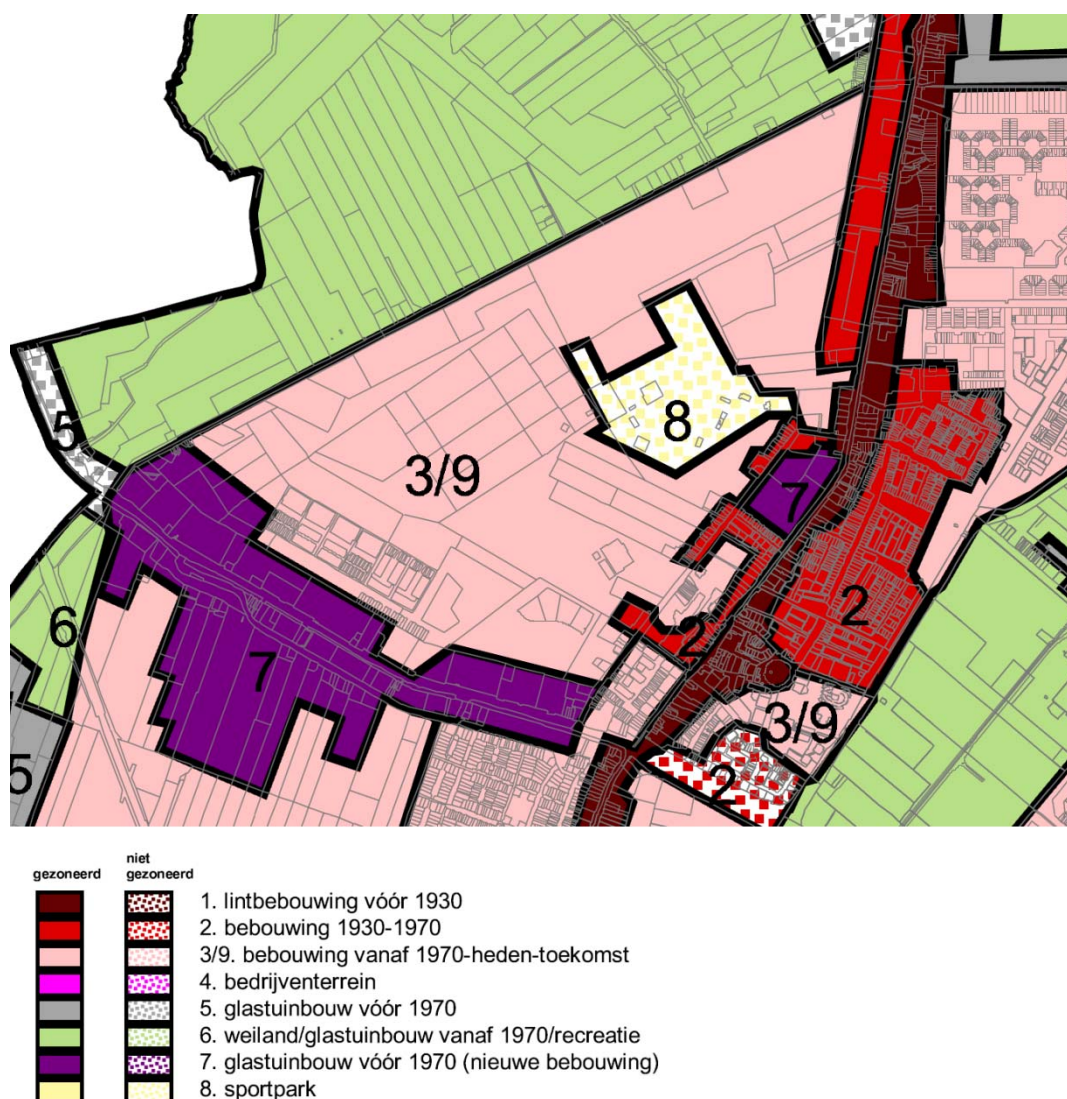 5
3/9
8
7
2
6
7
2
3/9
2
5
gezoneerd
niet
gezoneerd
1. lintbebouwing vóór 1930
2. bebouwing 1930-1970
3/9. bebouwing vanaf 1970-heden-toekomst
4. bedrijventerrein
5. glastuinbouw vóór 1970
6. weiland/glastuinbouw vanaf 1970/recreatie
7. glastuinbouw vóór 1970 (nieuwe bebouwing)
8. sportpark